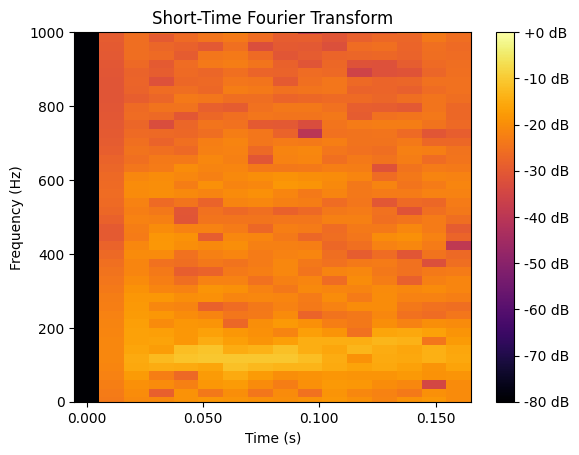 Short-Time Fourier Transform
Frequency (Hz)
1000
800
600
400
200
0
0.000
0.050
0.100
0.150
Time (s)
+0 dB
-10 dB
-20 dB
-30 dB
-40 dB
-50 dB
-60 dB
-70 dB
-80 dB